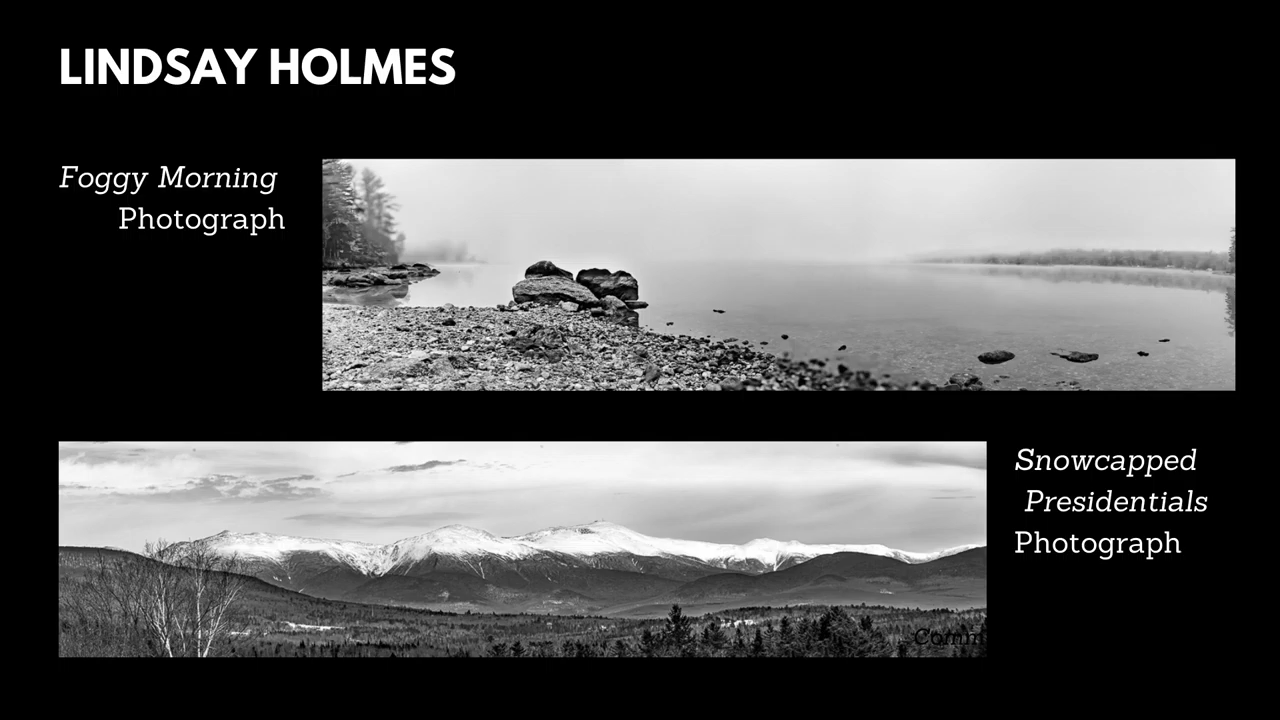 LINDSAY HOLMES
Foggy Morning
Photograph
Snowcapped
Presidentials
Photograph